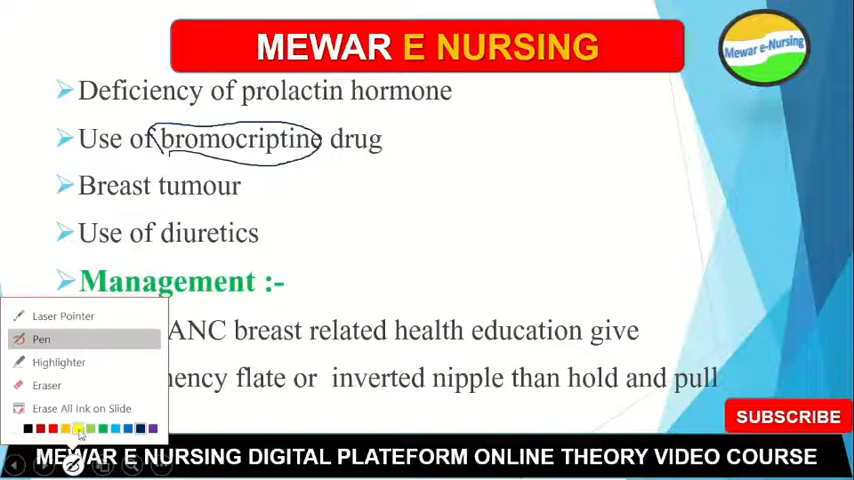 MEWAR E NURSING
Mewar e-Nursing
Deficiency of prolactin hormone
Use of bromocriptine drug
Breast tumour
Use of diuretics
Management :-
ANC breast related health education give
Laser Pointer
Pen
Highlighter
Eraser
Erase All Ink on Slide
flate or inverted nipple than hold and pull
SUBSCRIBE
MEWAR E NURSING DIGITAL PLATEFORM ONLINE THEORY VIDEO COURSE